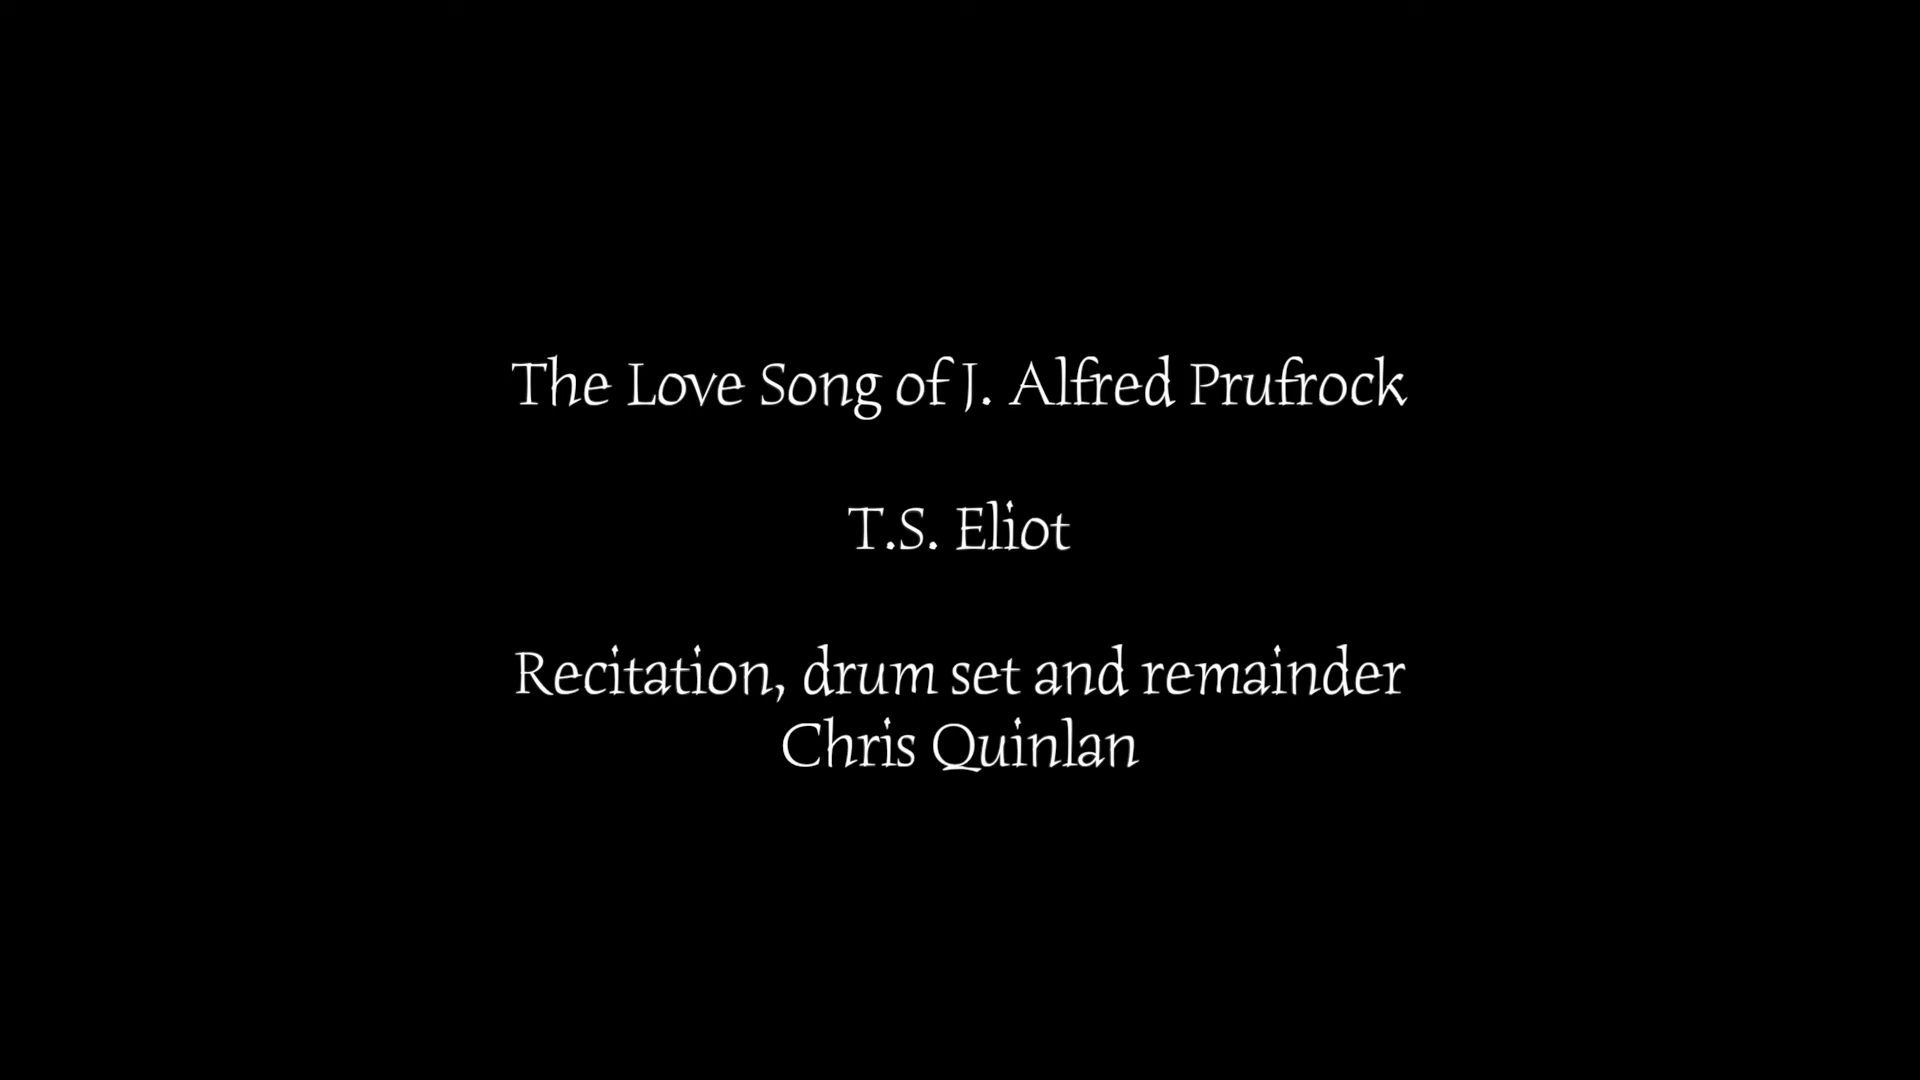 The Love Song of J. Alfred Prufrock
T.S. Eliot
Recitation, drum set and remainder
Chris Quinlan